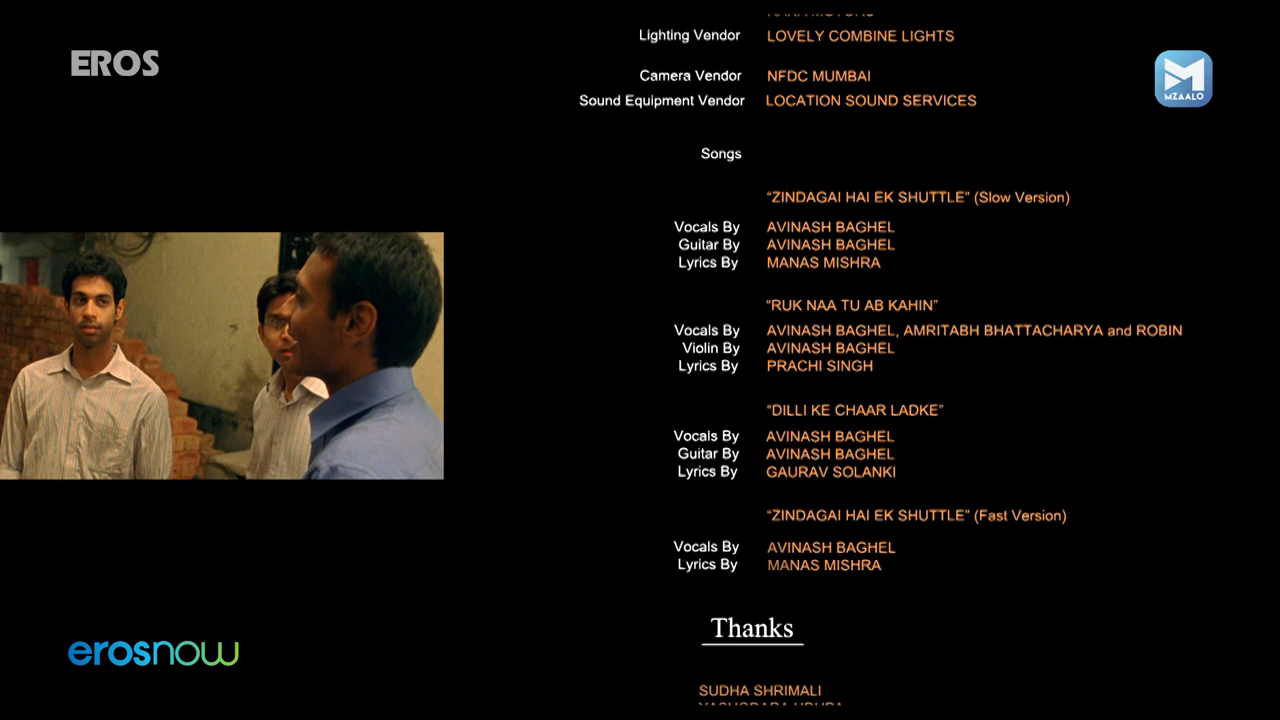 EROS
MZAALO
Lighting Vendor LOVELY COMBINE LIGHTS
Camera Vendor NFDC MUMBAI
Sound Equipment Vendor LOCATION SOUND SERVICES
Songs
“ZINDAGAI HAI EK SHUTTLE” (Slow Version)
Vocals By AVINASH BAGHEL
Guitar By AVINASH BAGHEL
Lyrics By MANAS MISHRA
“RUK NAA TU AB KAHIN”
Vocals By AVINASH BAGHEL, AMRITABH BHATTACHARYA and ROBIN
Violin By AVINASH BAGHEL
Lyrics By PRACHI SINGH
“DILLI KE CHAAR LADKE”
Vocals By AVINASH BAGHEL
Guitar By AVINASH BAGHEL
Lyrics By GAURAV SOLANKI
“ZINDAGAI HAI EK SHUTTLE” (Fast Version)
Vocals By AVINASH BAGHEL
Lyrics By MANAS MISHRA
Thanks
erosnow
SUDHA SHRIMALI